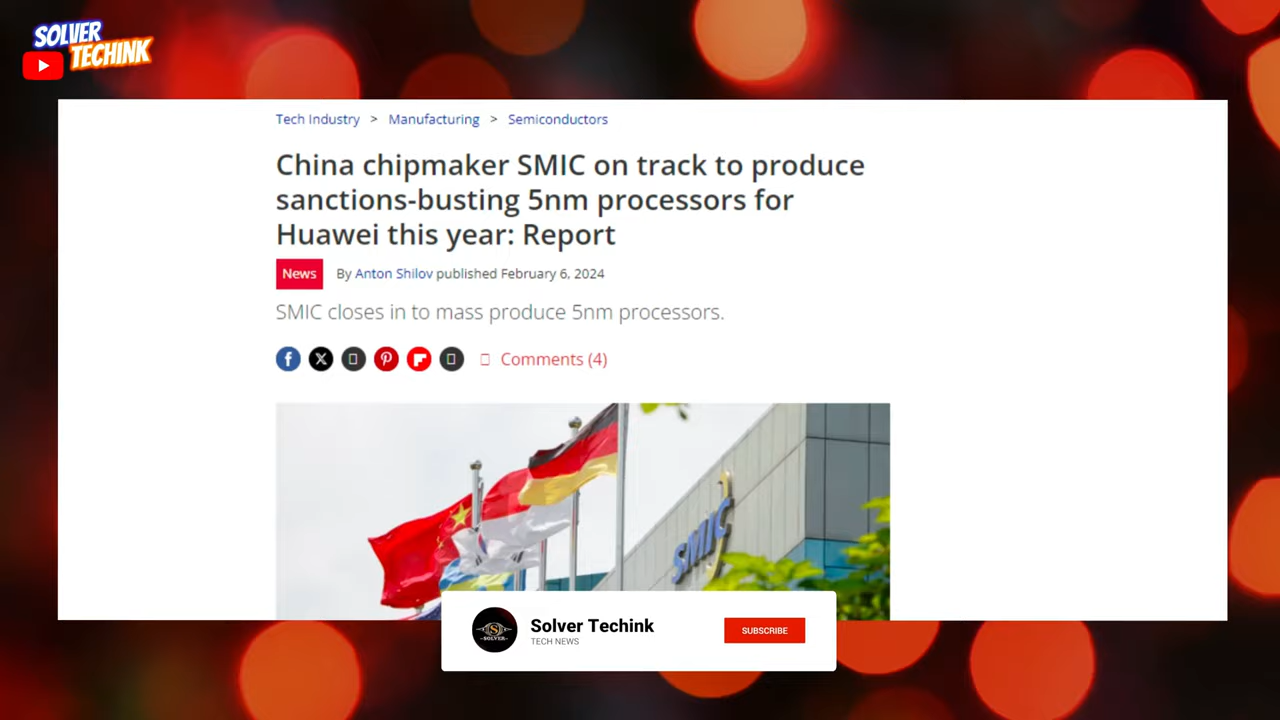 SOLVER
TECHINK
Tech Industry > Manufacturing > Semiconductors
China chipmaker SMIC on track to produce
sanctions-busting 5nm processors for
Huawei this year: Report
News By Anton Shilov published February 6, 2024
SMIC closes in to mass produce 5nm processors.
Comments (4)
SMIC
Solver Techink
TECH NEWS
SUBSCRIBE
SOLVER